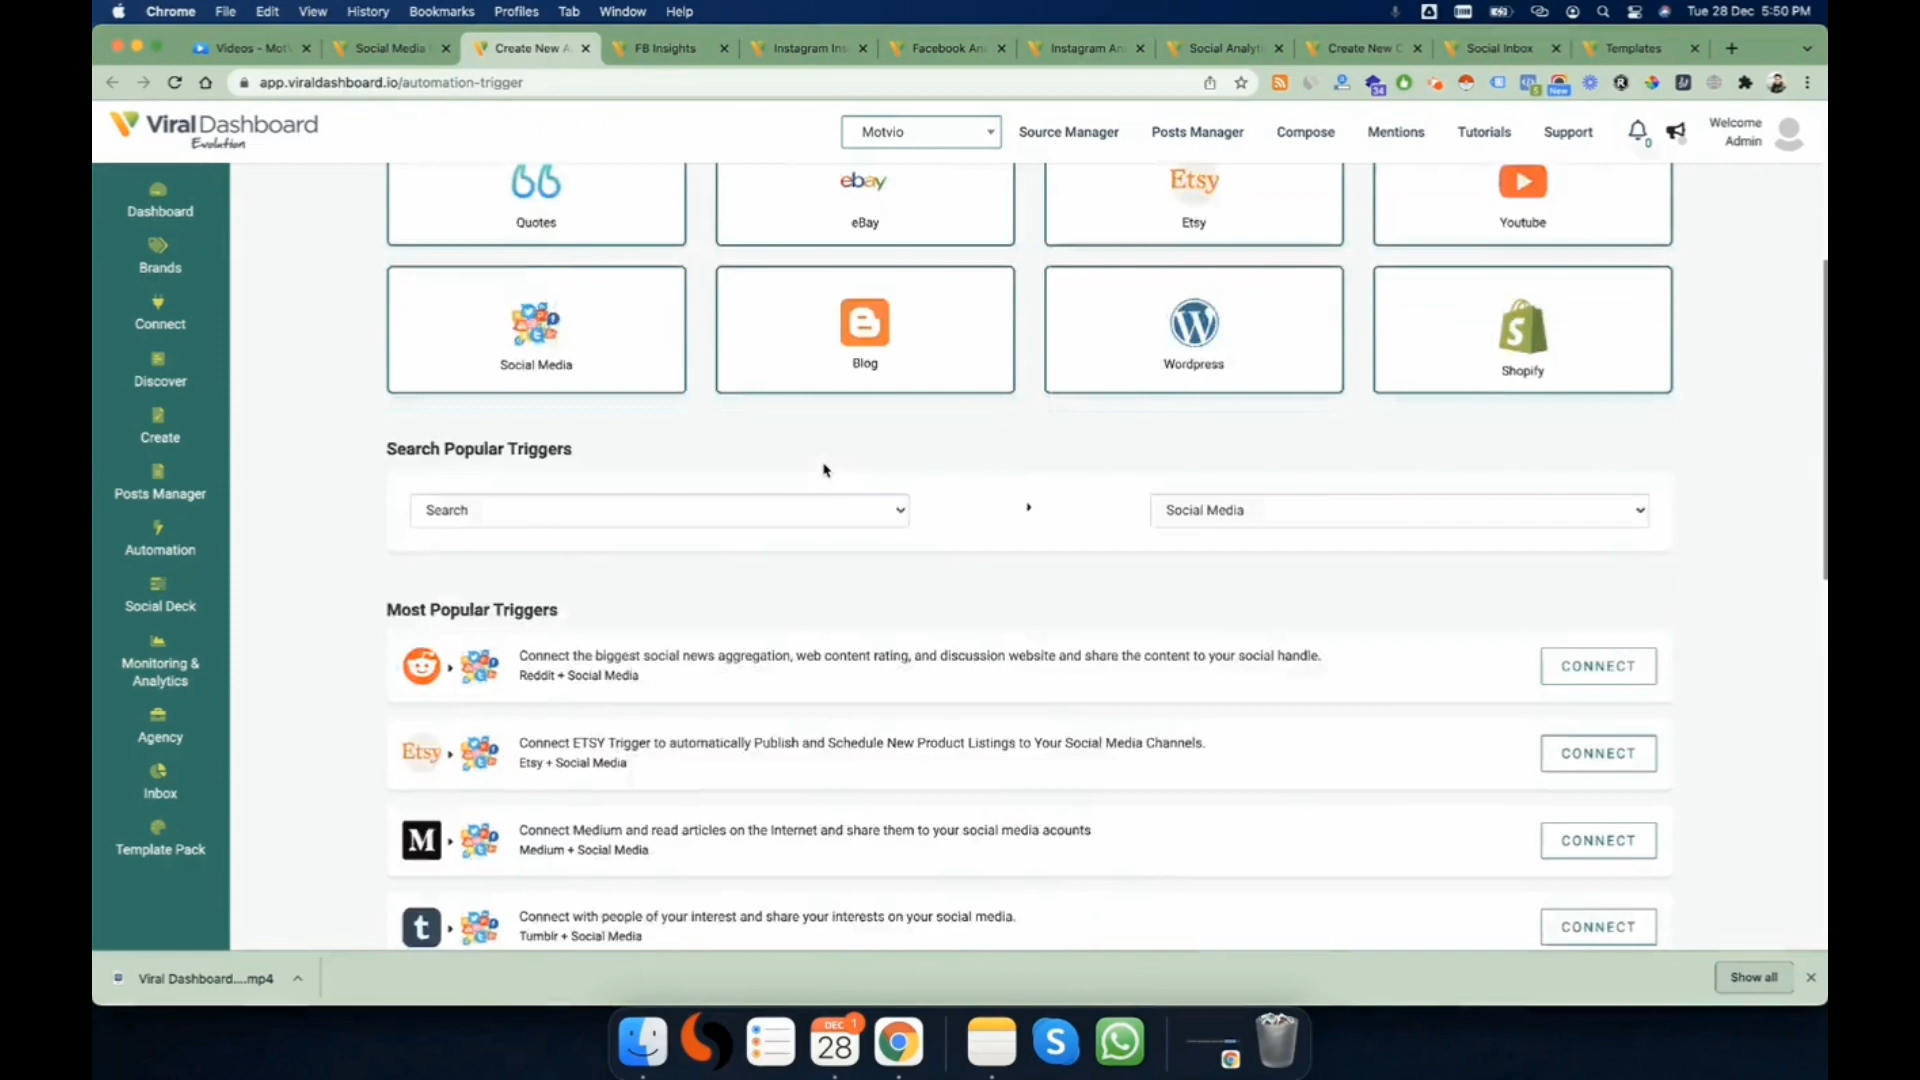 Chrome File Edit View History Bookmarks Profiles Tab Window Help Tue 28 Dec 5:50 PM
Videos - Mot Social Media Create New A FB Insights Instagram In Facebook An Instagram An Social Analyt Create New C Social Inbox Templates
app.viraldashboard.io/automation-trigger
34 5 New
ViralDashboard
Evolution
Motvio Source Manager Posts Manager Compose Mentions Tutorials Support 0 Welcome
Admin
Dashboard
Brands
Connect
Discover
Create
Posts Manager
Automation
Social Deck
Monitoring &
Analytics
Agency
Inbox
Template Pack
ebay Etsy
Quotes eBay Etsy Youtube
Social Media Blog Wordpress Shopify
Search Popular Triggers
Search Social Media
Most Popular Triggers
Connect the biggest social news aggregation, web content rating, and discussion website and share the content to your social handle.
Reddit + Social Media
CONNECT
Etsy
Connect ETSY Trigger to automatically Publish and Schedule New Product Listings to Your Social Media Channels.
Etsy + Social Media
CONNECT
M
Connect Medium and read articles on the Internet and share them to your social media acounts
Medium + Social Media
CONNECT
t
Connect with people of your interest and share your interests on your social media.
Tumblr + Social Media
CONNECT
Viral Dashboard....mp4 Show all
DEC 1
28